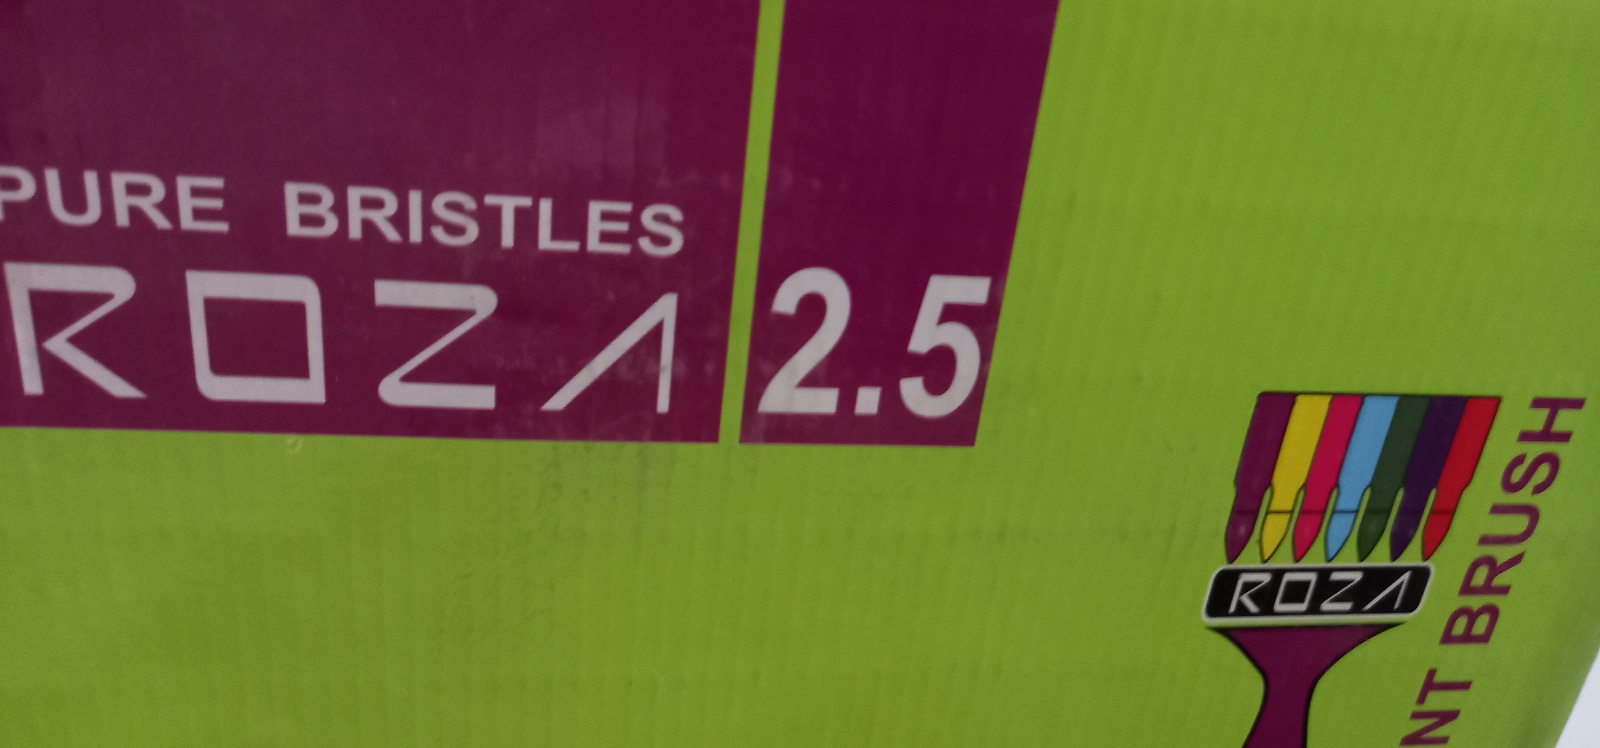 PURE BRISTLES
ROZA
2.5
ROZA
NT BRUSH